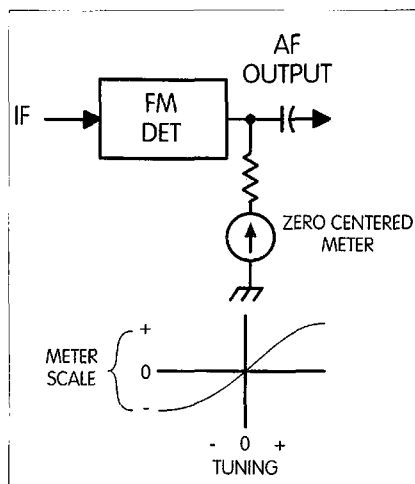 AF
OUTPUT
IF
FM
DET
ZERO CENTERED
METER
METER
SCALE
+
0
-
- 0 +
TUNING